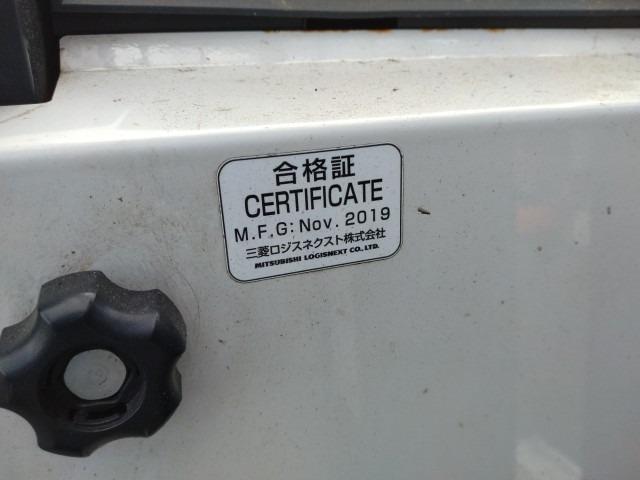 合格証
CERTIFICATE
M.F.G: Nov. 2019
三菱ロジスネクスト株式会社
MITSUBISHI LOGISNEXT CO., LTD.